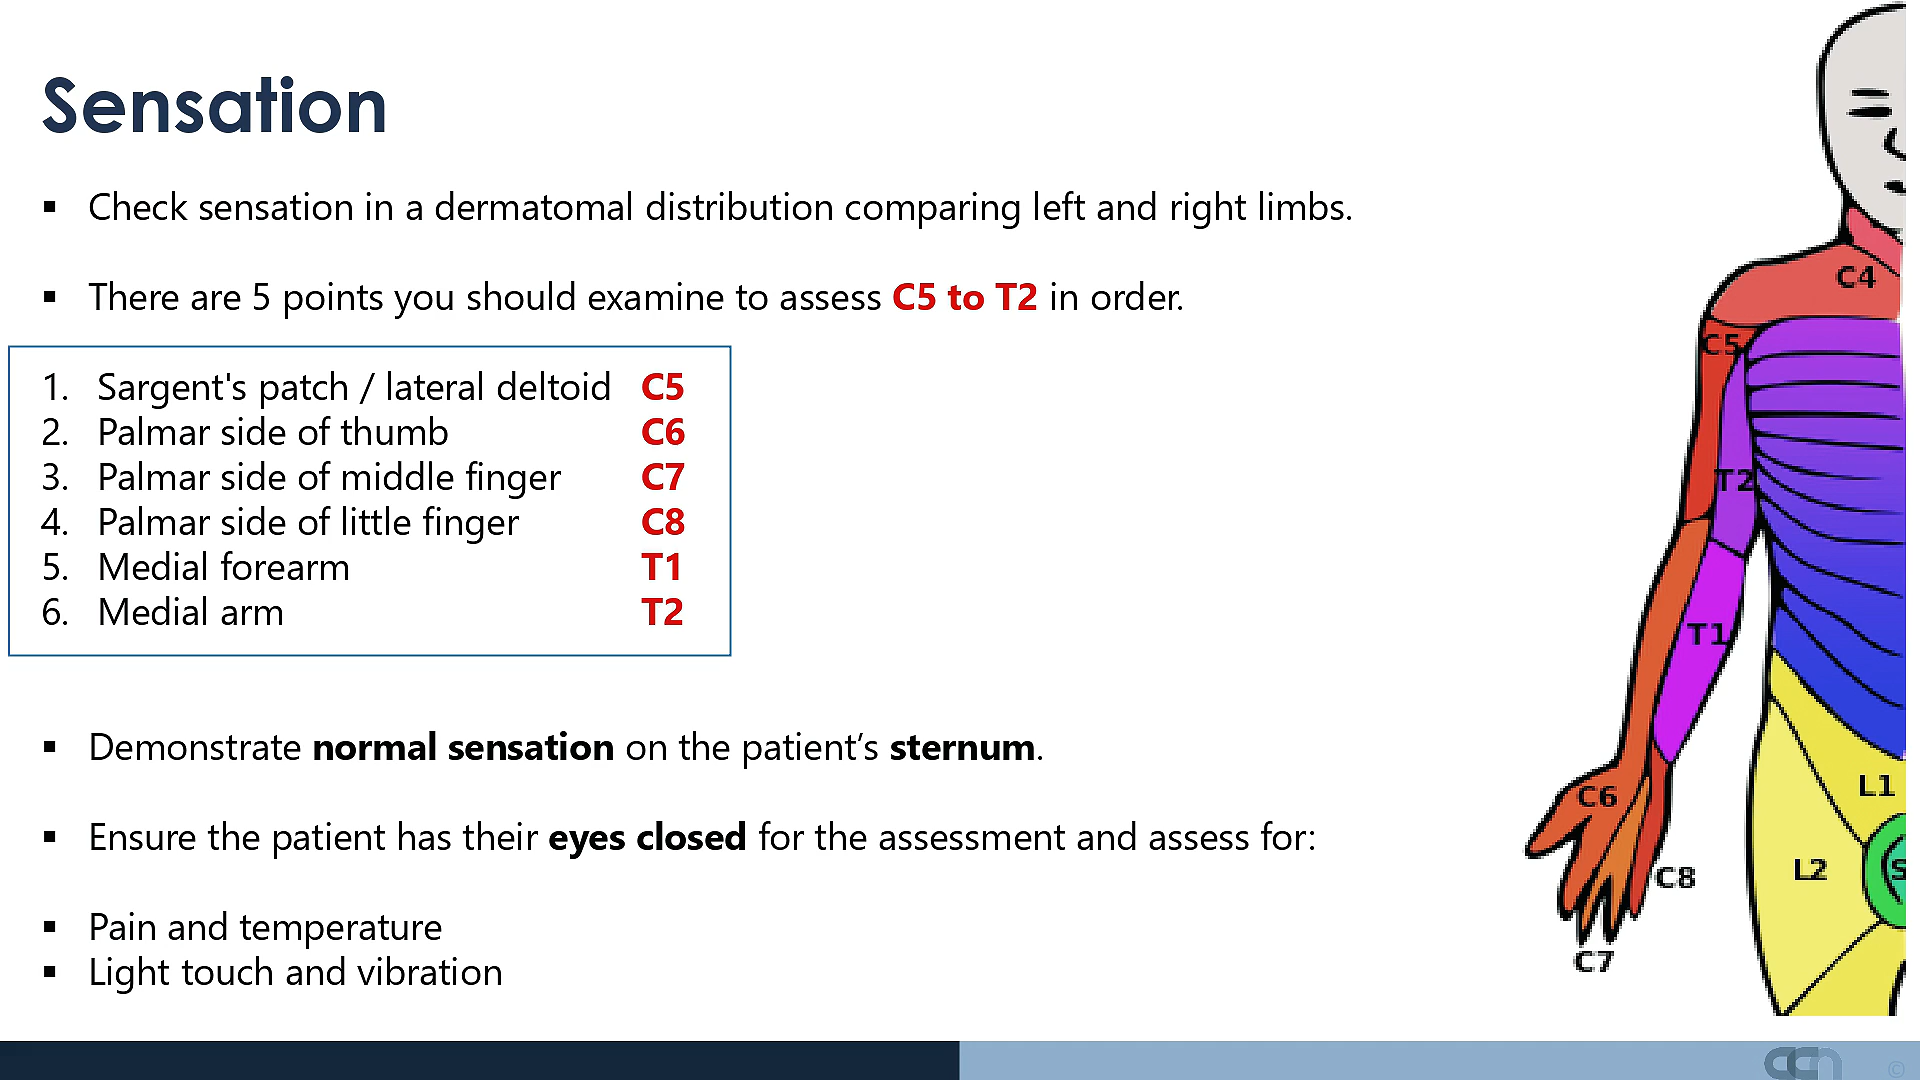 Sensation
▪ Check sensation in a dermatomal distribution comparing left and right limbs.
▪ There are 5 points you should examine to assess C5 to T2 in order.
1. Sargent's patch / lateral deltoid C5
2. Palmar side of thumb C6
3. Palmar side of middle finger C7
4. Palmar side of little finger C8
5. Medial forearm T1
6. Medial arm T2
▪ Demonstrate normal sensation on the patient’s sternum.
▪ Ensure the patient has their eyes closed for the assessment and assess for:
▪ Pain and temperature
▪ Light touch and vibration
C4
C5
T2
T1
C6
C8
C7
L1
L2
S
©